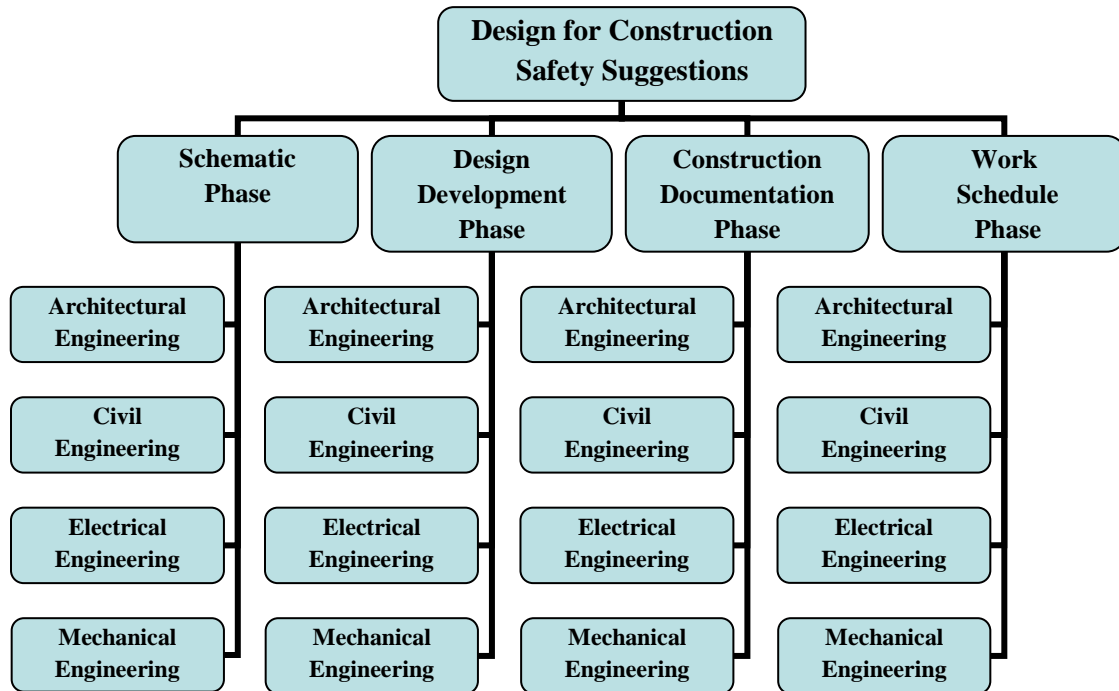 Design for Construction
Safety Suggestions
Schematic
Phase
Design
Development
Phase
Construction
Documentation
Phase
Work
Schedule
Phase
Architectural
Engineering
Architectural
Engineering
Architectural
Engineering
Architectural
Engineering
Civil
Engineering
Civil
Engineering
Civil
Engineering
Civil
Engineering
Electrical
Engineering
Electrical
Engineering
Electrical
Engineering
Electrical
Engineering
Mechanical
Engineering
Mechanical
Engineering
Mechanical
Engineering
Mechanical
Engineering